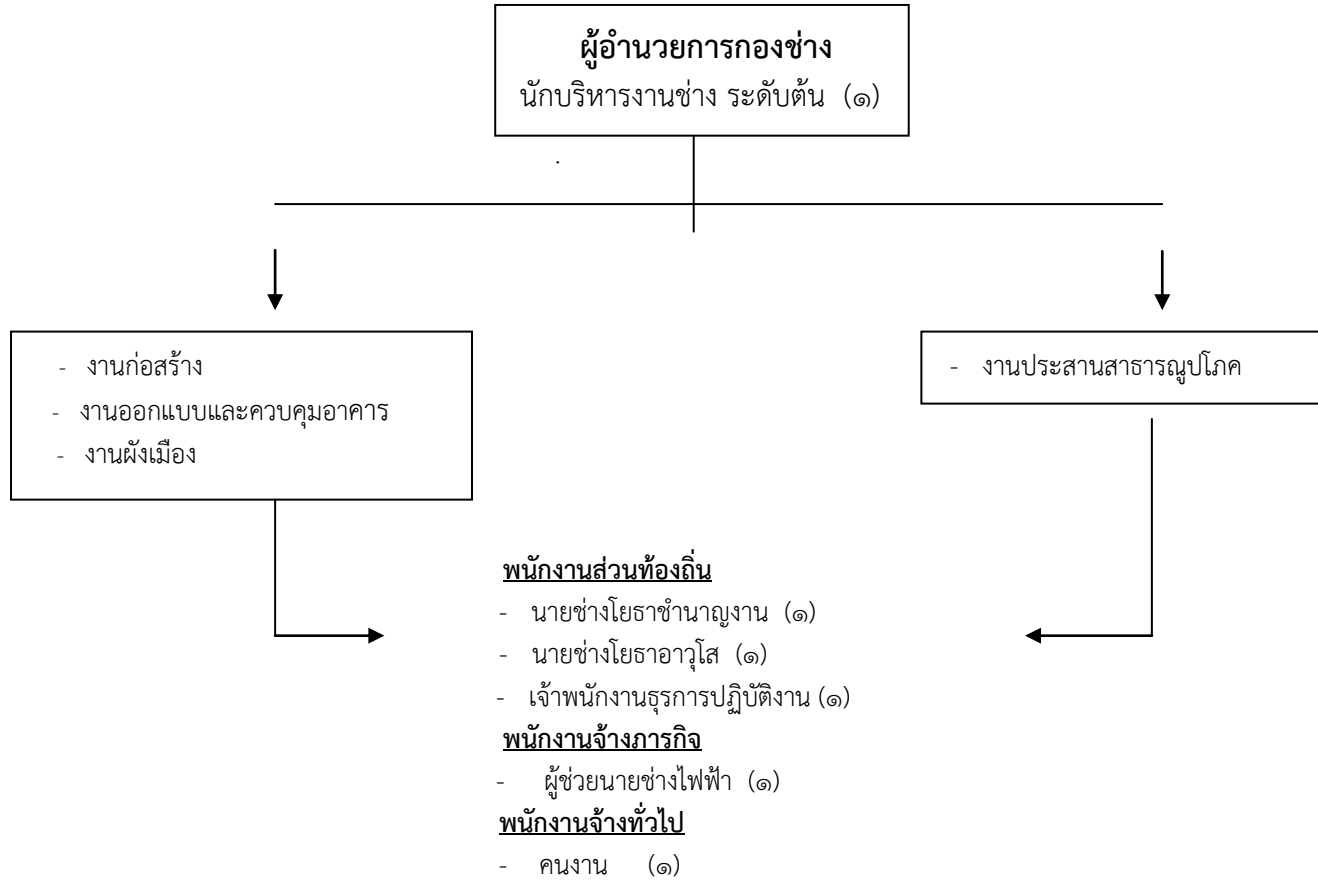 ผู้อำนวยการกองช่าง
นักบริหารงานช่าง ระดับต้น (๑)
- งานก่อสร้าง
- งานออกแบบและควบคุมอาคาร
- งานผังเมือง
- งานประสานสาธารณูปโภค
พนักงานส่วนท้องถิ่น
- นายช่างโยธาชำนาญงาน (๑)
- นายช่างโยธาอาวุโส (๑)
- เจ้าพนักงานธุรการปฏิบัติงาน (๑)
พนักงานจ้างภารกิจ
- ผู้ช่วยนายช่างไฟฟ้า (๑)
พนักงานจ้างทั่วไป
- คนงาน (๑)